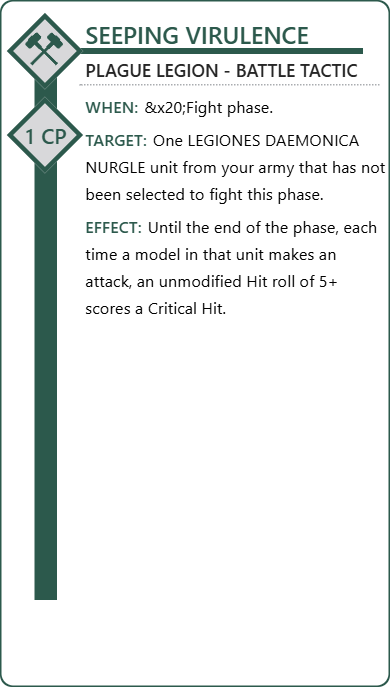 SEEPING VIRULENCE
PLAGUE LEGION - BATTLE TACTIC
WHEN: &x20;Fight phase.
1 CP
TARGET: One LEGIONES DAEMONICA
NURGLE unit from your army that has not
been selected to fight this phase.
EFFECT: Until the end of the phase, each
time a model in that unit makes an
attack, an unmodified Hit roll of 5+
scores a Critical Hit.